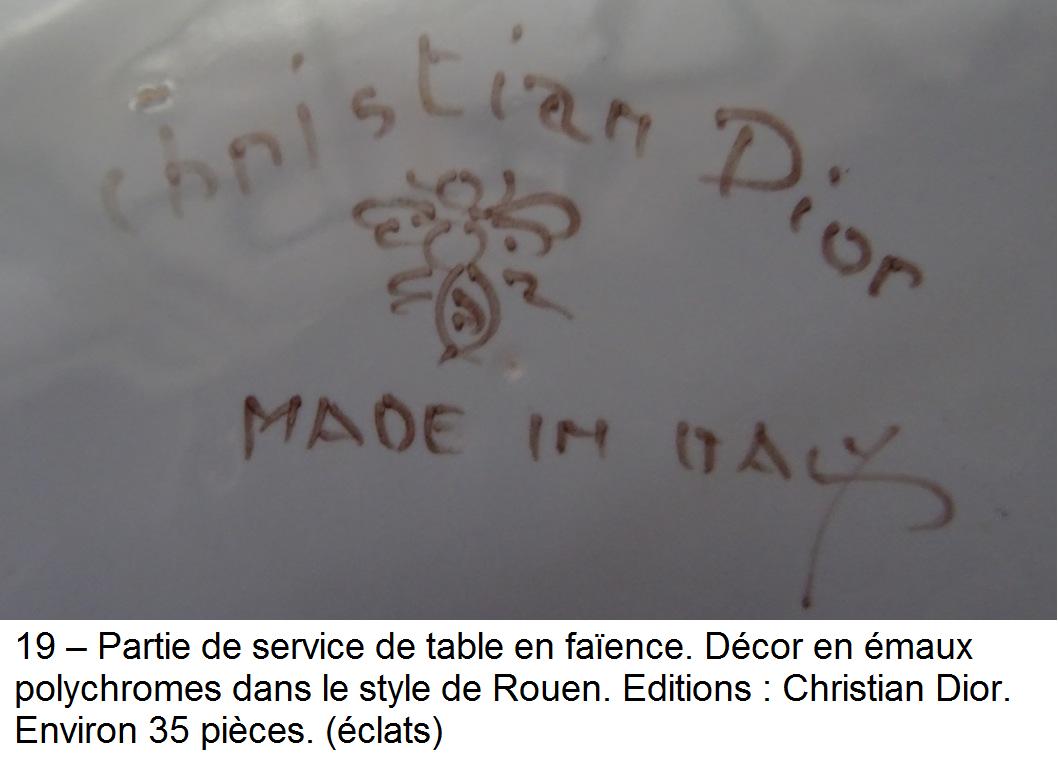 Christian Dior
MADE IN ITALY
19 – Partie de service de table en faïence. Décor en émaux
polychromes dans le style de Rouen. Editions : Christian Dior.
Environ 35 pièces. (éclats)